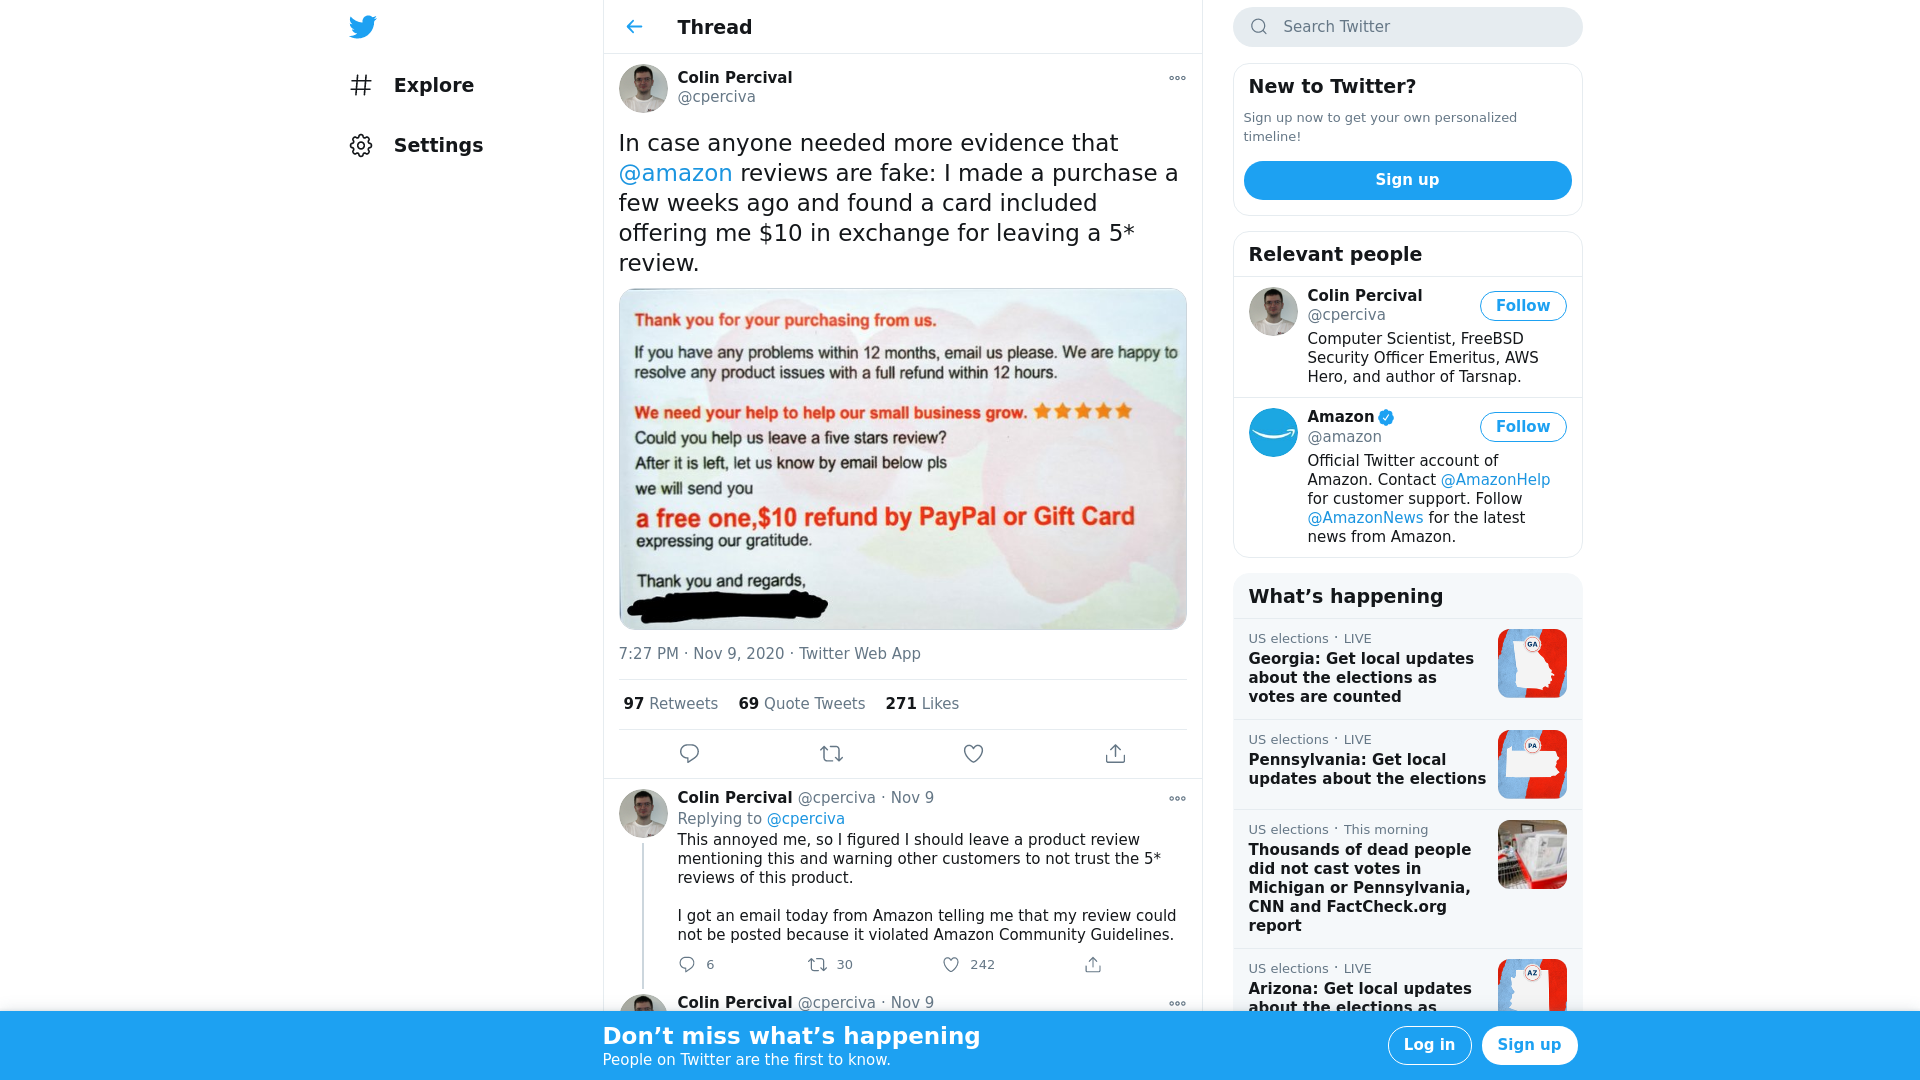 Explore
Settings
Thread
Colin Percival
@cperciva
In case anyone needed more evidence that
@amazon reviews are fake: I made a purchase a
few weeks ago and found a card included
offering me $10 in exchange for leaving a 5*
review.
Thank you for your purchasing from us.
If you have any problems within 12 months, email us please. We are happy to
resolve any product issues with a full refund within 12 hours.
We need your help to help our small business grow.
Could you help us leave a five stars review?
After it is left, let us know by email below pls
we will send you
a free one,$10 refund by PayPal or Gift Card
expressing our gratitude.
Thank you and regards,
7:27 PM · Nov 9, 2020 · Twitter Web App
97 Retweets 69 Quote Tweets 271 Likes
Colin Percival @cperciva · Nov 9
Replying to @cperciva
This annoyed me, so I figured I should leave a product review
mentioning this and warning other customers to not trust the 5*
reviews of this product.
I got an email today from Amazon telling me that my review could
not be posted because it violated Amazon Community Guidelines.
6 30 242
Colin Percival @cperciva · Nov 9
Search Twitter
New to Twitter?
Sign up now to get your own personalized
timeline!
Sign up
Relevant people
Colin Percival
@cperciva
Follow
Computer Scientist, FreeBSD
Security Officer Emeritus, AWS
Hero, and author of Tarsnap.
Amazon
@amazon
Follow
Official Twitter account of
Amazon. Contact @AmazonHelp
for customer support. Follow
@AmazonNews for the latest
news from Amazon.
What’s happening
US elections · LIVE
Georgia: Get local updates
about the elections as
votes are counted
GA
US elections · LIVE
Pennsylvania: Get local
updates about the elections
PA
US elections · This morning
Thousands of dead people
did not cast votes in
Michigan or Pennsylvania,
CNN and FactCheck.org
report
US elections · LIVE
Arizona: Get local updates
about the elections as
AZ
Don’t miss what’s happening
People on Twitter are the first to know.
Log in
Sign up